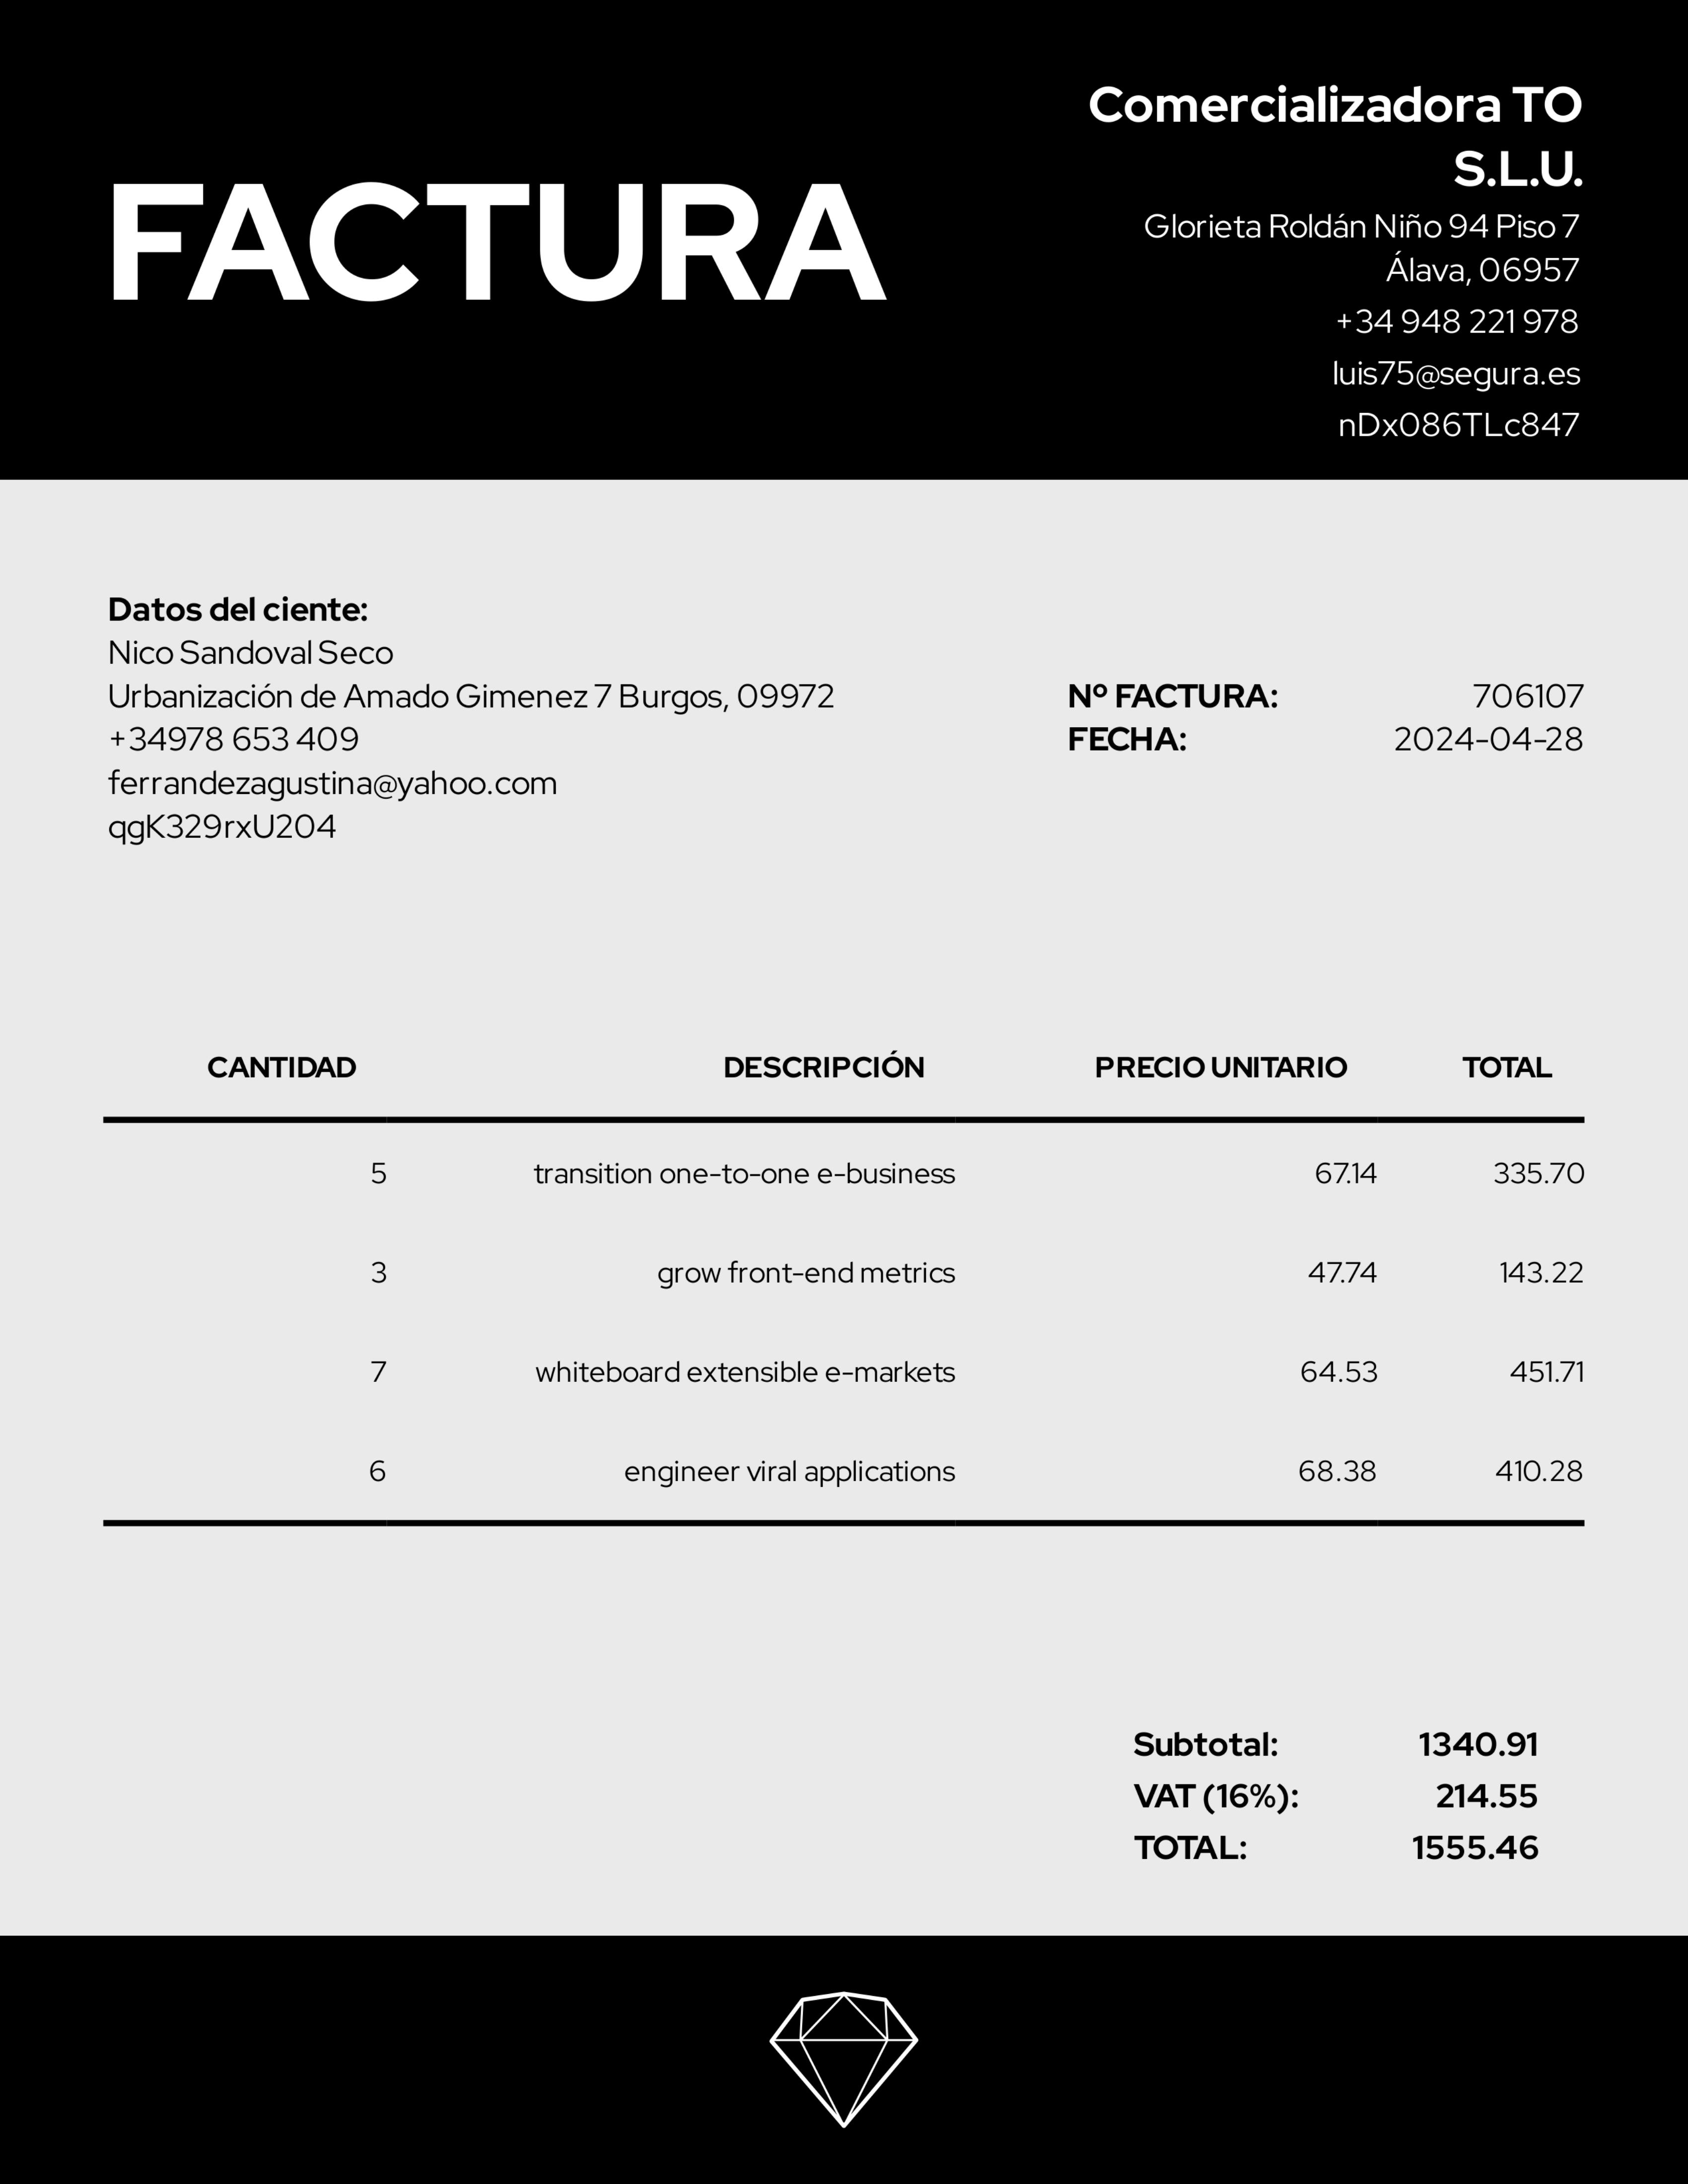 FACTURA
Comercializadora TO
S.L.U.
Glorieta Roldán Niño 94 Piso 7
Álava, 06957
+34 948 221 978
luis75@segura.es
nDx086TLc847
Datos del ciente:
Nico Sandoval Seco
Urbanización de Amado Gimenez 7 Burgos, 09972
+34978 653 409
ferrandezagustina@yahoo.com
qgK329rxU204
Nº FACTURA: 706107
FECHA: 2024-04-28
CANTIDAD DESCRIPCIÓN PRECIO UNITARIO TOTAL
5 transition one-to-one e-business 67.14 335.70
3 grow front-end metrics 47.74 143.22
7 whiteboard extensible e-markets 64.53 451.71
6 engineer viral applications 68.38 410.28
Subtotal: 1340.91
VAT (16%): 214.55
TOTAL: 1555.46